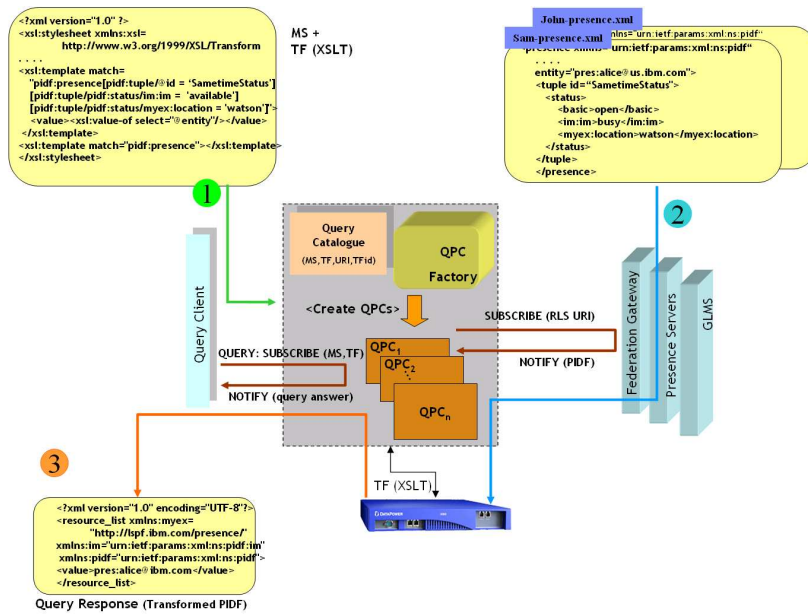 <?xml version="1.0" ?>
<xsl:stylesheet xmlns:xsl=
http://www.w3.org/1999/XSL/Transform
. . . .
<xsl:template match=
"pidf:presence[pidf:tuple/@id = 'SametimeStatus']
[pidf:tuple/pidf:status/im:im = 'available']
[pidf:tuple/pidf:status/myex:location = 'watson']">
<value><xsl:value-of select="@entity"/></value>
</xsl:template>
<xsl:template match="pidf:presence"></xsl:template>
</xsl:stylesheet>
MS +
TF (XSLT)
John-presence.xml
Sam-presence.xml
"urn:ietf:params:xml:ns:pidf"
"urn:ietf:params:xml:ns:pidf"
. . . .
entity="pres:alice@us.ibm.com">
<tuple id="SametimeStatus">
<status>
<basic>open</basic>
<im:im>busy</im:im>
<myex:location>watson</myex:location>
</status>
</tuple>
</presence>
1
2
Query Client
Query
Catalogue
(MS,TF,URI,TFid)
QPC
Factory
<Create QPCs>
SUBSCRIBE (RLS URI)
NOTIFY (PIDF)
Federation Gateway
Presence Servers
GLMS
QUERY: SUBSCRIBE (MS,TF)
NOTIFY (query answer)
QPC1
QPC2
QPCn
3
TF (XSLT)
DATAPOWER
<?xml version="1.0" encoding="UTF-8"?>
<resource_list xmlns:myex=
"http://lspf.ibm.com/presence/"
xmlns:im="urn:ietf:params:xml:ns:pidf:im"
xmlns:pidf="urn:ietf:params:xml:ns:pidf">
<value>pres:alice@ibm.com</value>
</resource_list>
Query Response (Transformed PIDF)